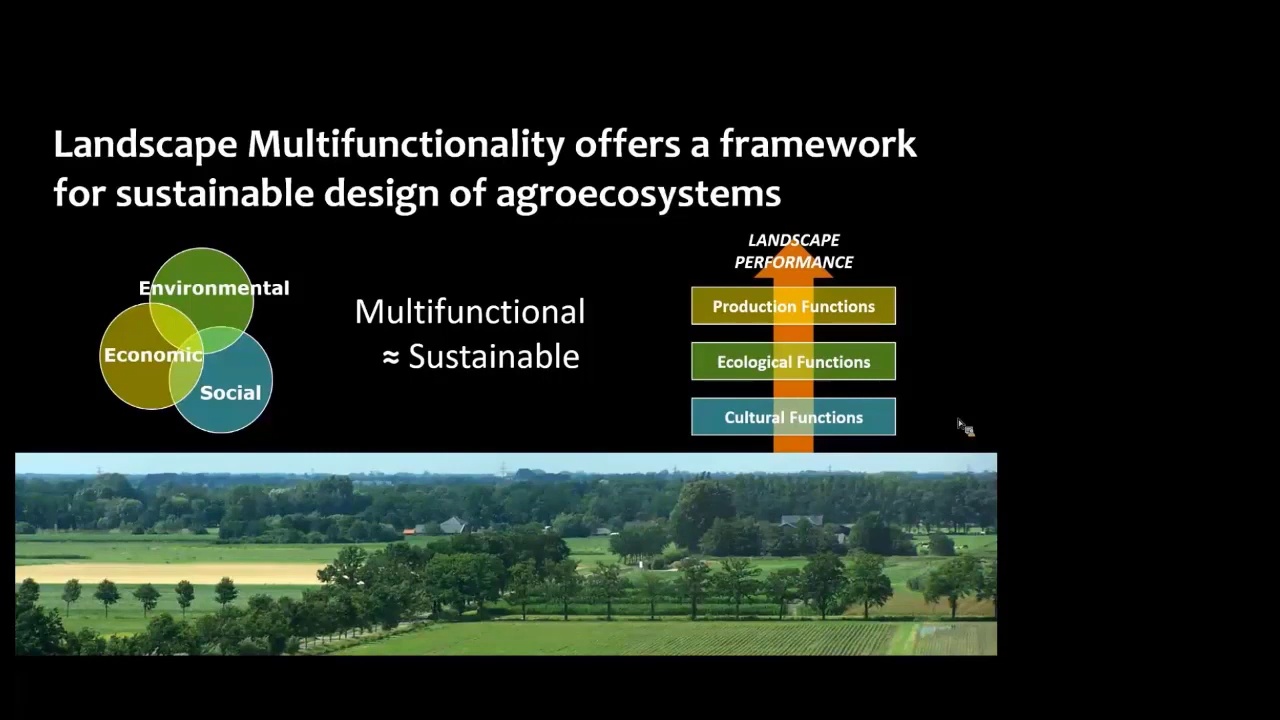 Landscape Multifunctionality offers a framework
for sustainable design of agroecosystems
Environmental
Economic
Social
Multifunctional
≈ Sustainable
LANDSCAPE
PERFORMANCE
Production Functions
Ecological Functions
Cultural Functions